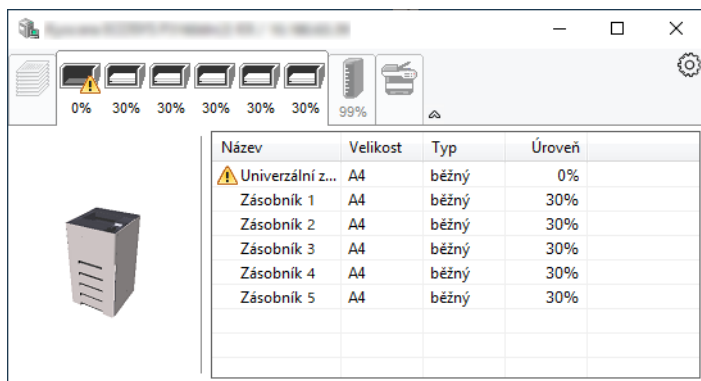 0% 30% 30% 30% 30% 30% 99%
Název Velikost Typ Úroveň
Univerzální z... A4 běžný 0%
Zásobník 1 A4 běžný 30%
Zásobník 2 A4 běžný 30%
Zásobník 3 A4 běžný 30%
Zásobník 4 A4 běžný 30%
Zásobník 5 A4 běžný 30%